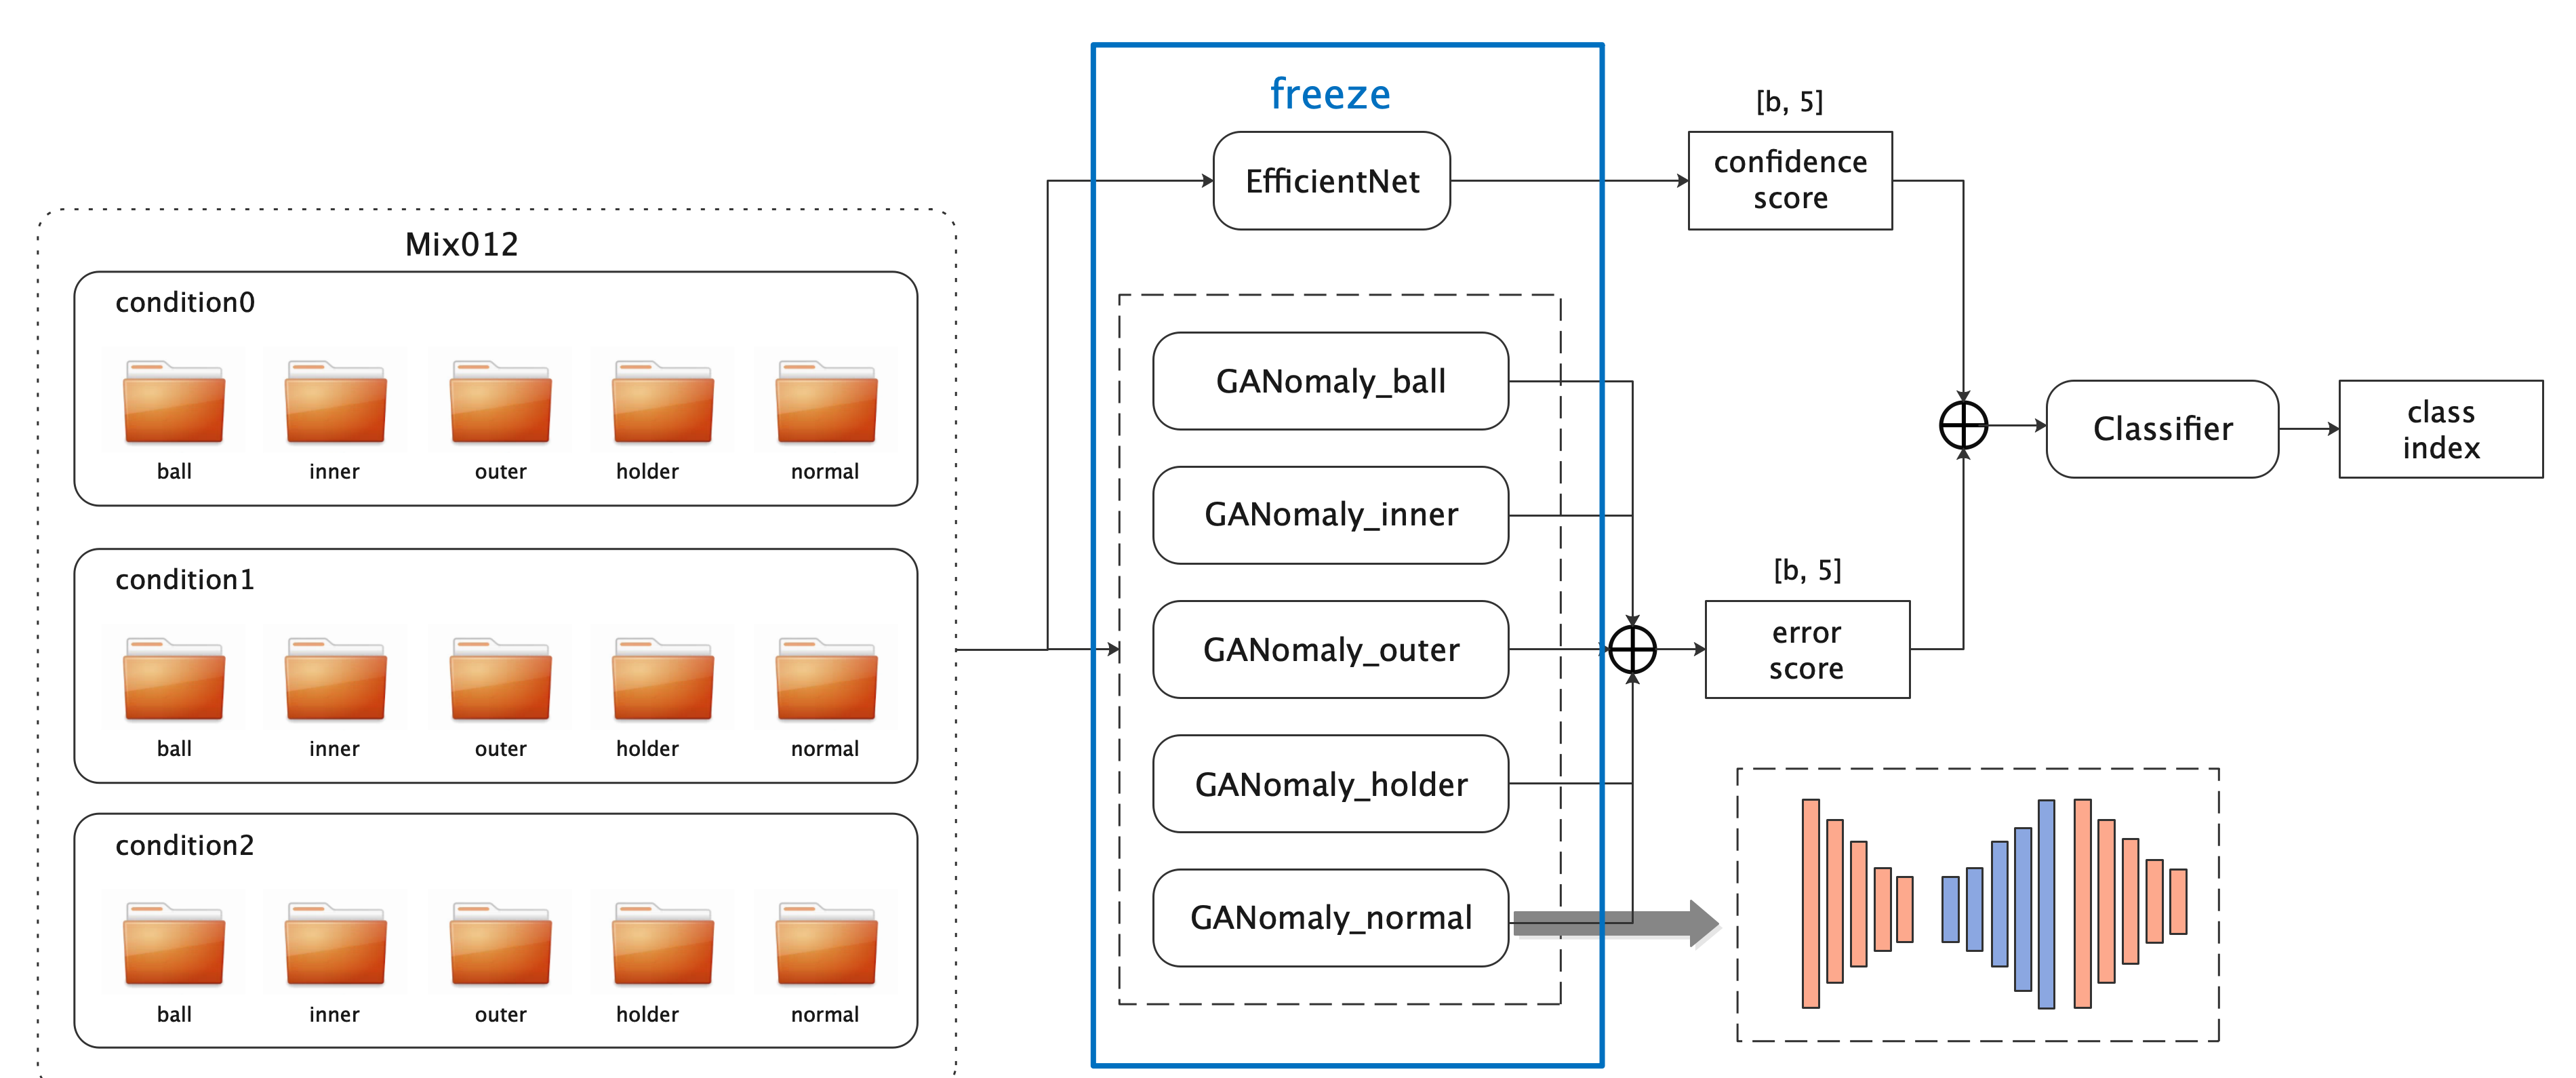 Mix012
condition0
ball inner outer holder normal
condition1
ball inner outer holder normal
condition2
ball inner outer holder normal
freeze
EfficientNet
GANomaly_ball
GANomaly_inner
GANomaly_outer
GANomaly_holder
GANomaly_normal
[b, 5]
confidence
score
[b, 5]
error
score
Classifier
class
index